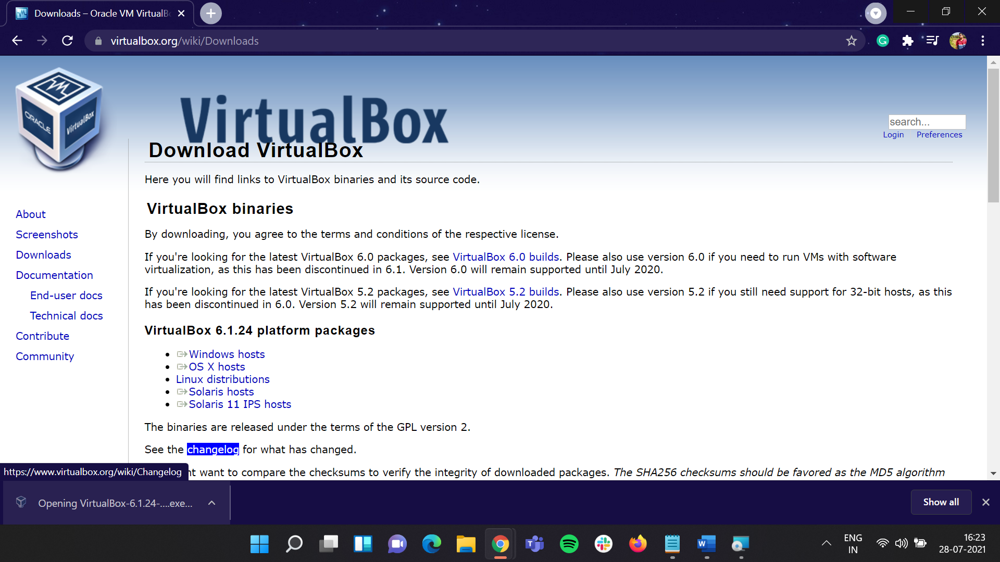 Downloads – Oracle VM VirtualB
virtualbox.org/wiki/Downloads
ORACLE
VirtualBox
VirtualBox
search...
Login Preferences
Download VirtualBox
Here you will find links to VirtualBox binaries and its source code.
VirtualBox binaries
About
By downloading, you agree to the terms and conditions of the respective license.
Screenshots
If you're looking for the latest VirtualBox 6.0 packages, see VirtualBox 6.0 builds. Please also use version 6.0 if you need to run VMs with software
virtualization, as this has been discontinued in 6.1. Version 6.0 will remain supported until July 2020.
Downloads
Documentation
End-user docs
Technical docs
Contribute
Community
If you're looking for the latest VirtualBox 5.2 packages, see VirtualBox 5.2 builds. Please also use version 5.2 if you still need support for 32-bit hosts, as this
has been discontinued in 6.0. Version 5.2 will remain supported until July 2020.
VirtualBox 6.1.24 platform packages
• Windows hosts
• OS X hosts
• Linux distributions
• Solaris hosts
• Solaris 11 IPS hosts
The binaries are released under the terms of the GPL version 2.
See the changelog for what has changed.
https://www.virtualbox.org/wiki/Changelog
want to compare the checksums to verify the integrity of downloaded packages. The SHA256 checksums should be favored as the MD5 algorithm
Opening VirtualBox-6.1.24-....exe...
Show all
ENG
IN
16:23
28-07-2021